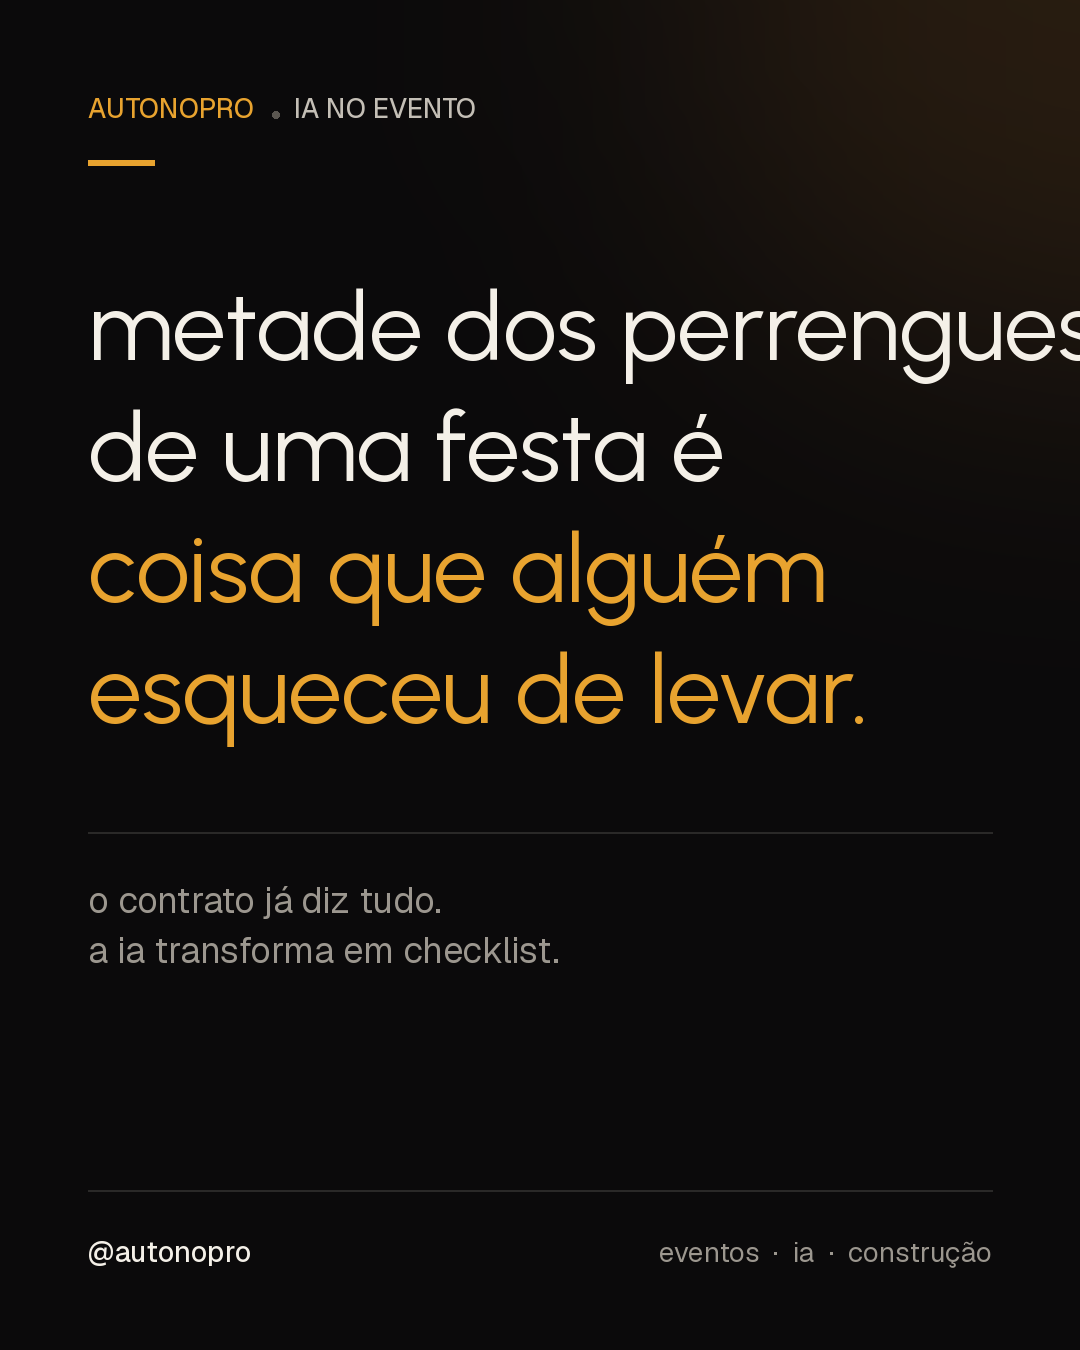 AUTONOPRO • IA NO EVENTO
metade dos perrengues
de uma festa é
coisa que alguém
esqueceu de levar.
o contrato já diz tudo.
a ia transforma em checklist.
@autonopro
eventos · ia · construção